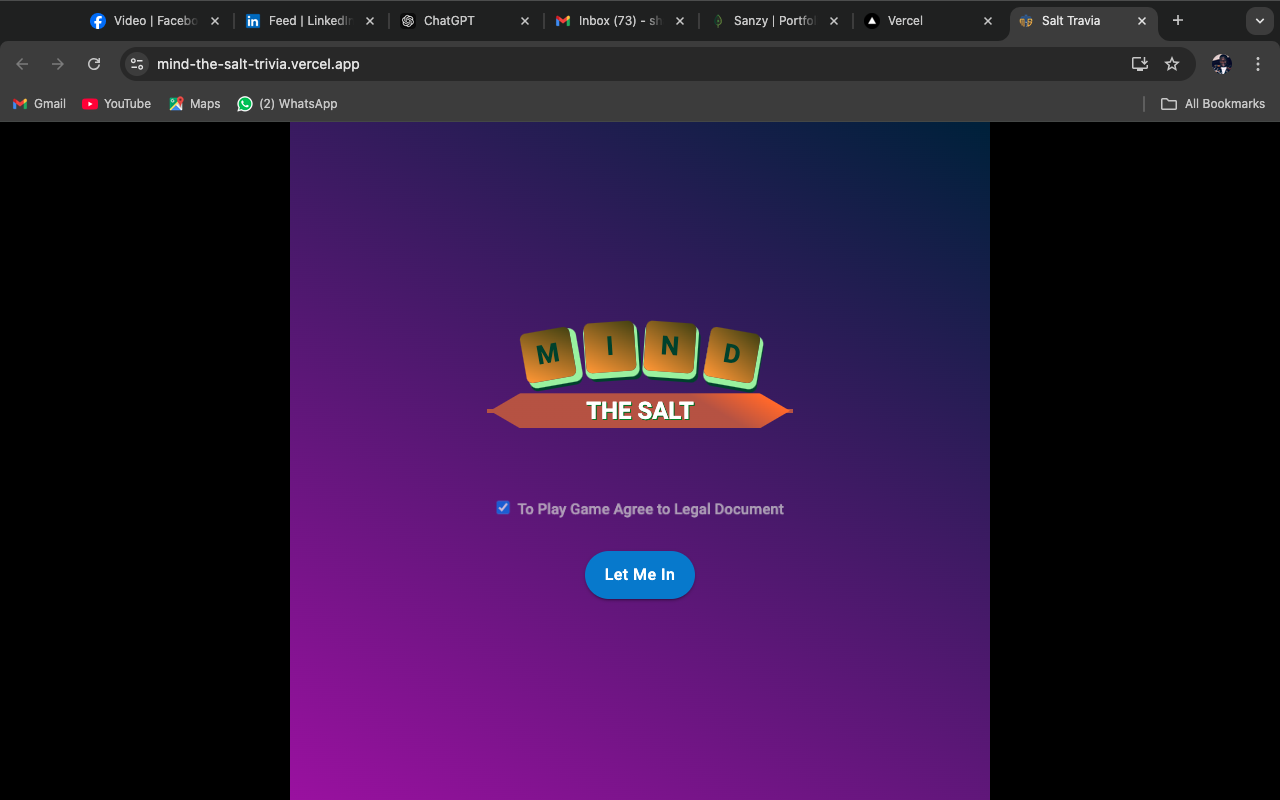 Video | Facebo
Feed | LinkedIn
ChatGPT
Inbox (73) - sh
Sanzy | Portfol
Vercel
Salt Travia
mind-the-salt-trivia.vercel.app
Gmail
YouTube
Maps
(2) WhatsApp
All Bookmarks
M I N D
THE SALT
To Play Game Agree to Legal Document
Let Me In